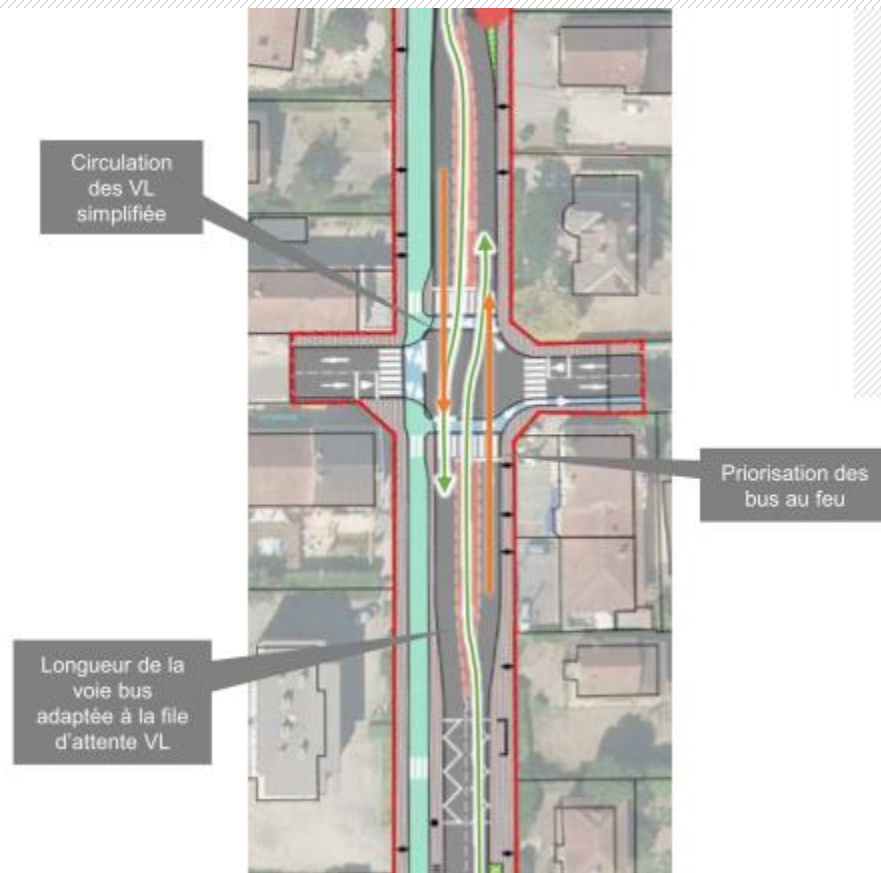 Circulation
des VL
simplifiée
Priorisation des
bus au feu
Longueur de la
voie bus
adaptée à la file
d'attente VL